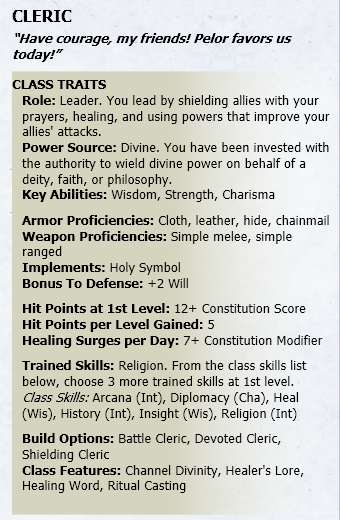 CLERIC
“Have courage, my friends! Pelor favors us
today!”
CLASS TRAITS
Role: Leader. You lead by shielding allies with your
prayers, healing, and using powers that improve your
allies' attacks.
Power Source: Divine. You have been invested with
the authority to wield divine power on behalf of a
deity, faith, or philosophy.
Key Abilities: Wisdom, Strength, Charisma
Armor Proficiencies: Cloth, leather, hide, chainmail
Weapon Proficiencies: Simple melee, simple
ranged
Implements: Holy Symbol
Bonus To Defense: +2 Will
Hit Points at 1st Level: 12+ Constitution Score
Hit Points per Level Gained: 5
Healing Surges per Day: 7+ Constitution Modifier
Trained Skills: Religion. From the class skills list
below, choose 3 more trained skills at 1st level.
Class Skills: Arcana (Int), Diplomacy (Cha), Heal
(Wis), History (Int), Insight (Wis), Religion (Int)
Build Options: Battle Cleric, Devoted Cleric,
Shielding Cleric
Class Features: Channel Divinity, Healer's Lore,
Healing Word, Ritual Casting